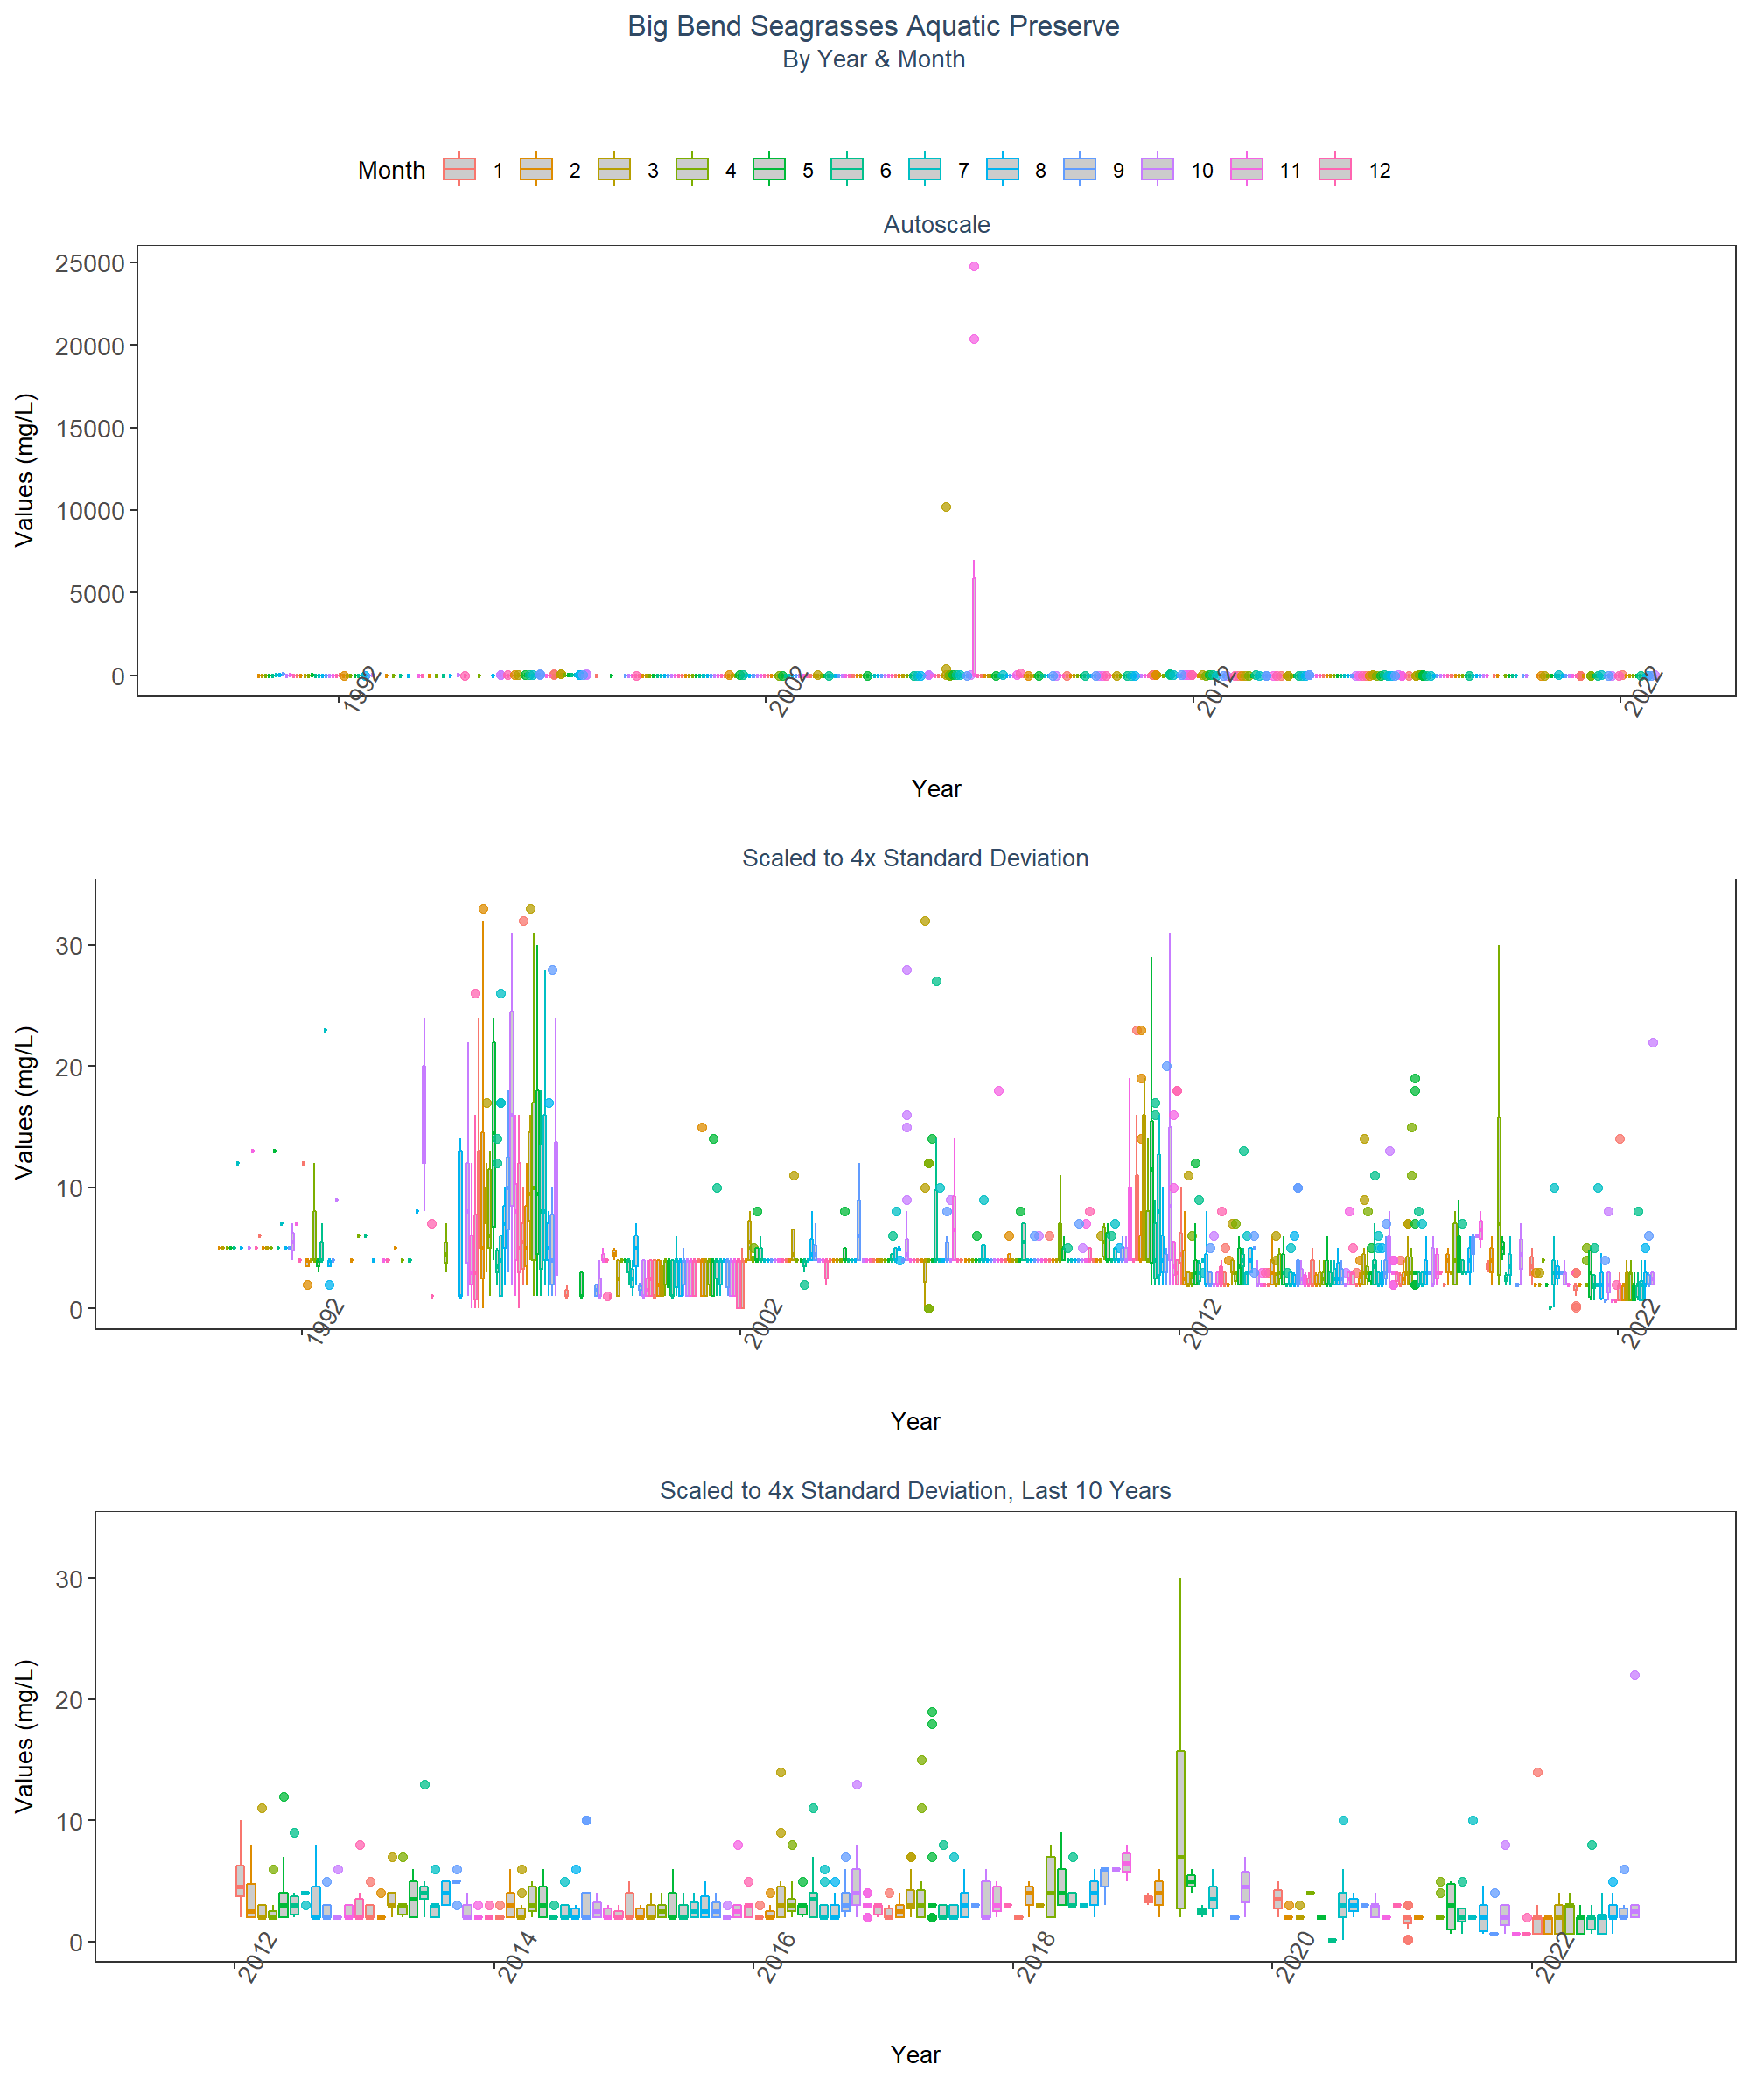 Big Bend Seagrasses Aquatic Preserve
By Year & Month
Month 1 2 3 4 5 6 7 8 9 10 11 12
Autoscale
Values (mg/L)
25000
20000
15000
10000
5000
0
1992 2002 2012 2022
Year
Scaled to 4x Standard Deviation
Values (mg/L)
30
20
10
0
1992 2002 2012 2022
Year
Scaled to 4x Standard Deviation, Last 10 Years
Values (mg/L)
30
20
10
0
2012 2014 2016 2018 2020 2022
Year